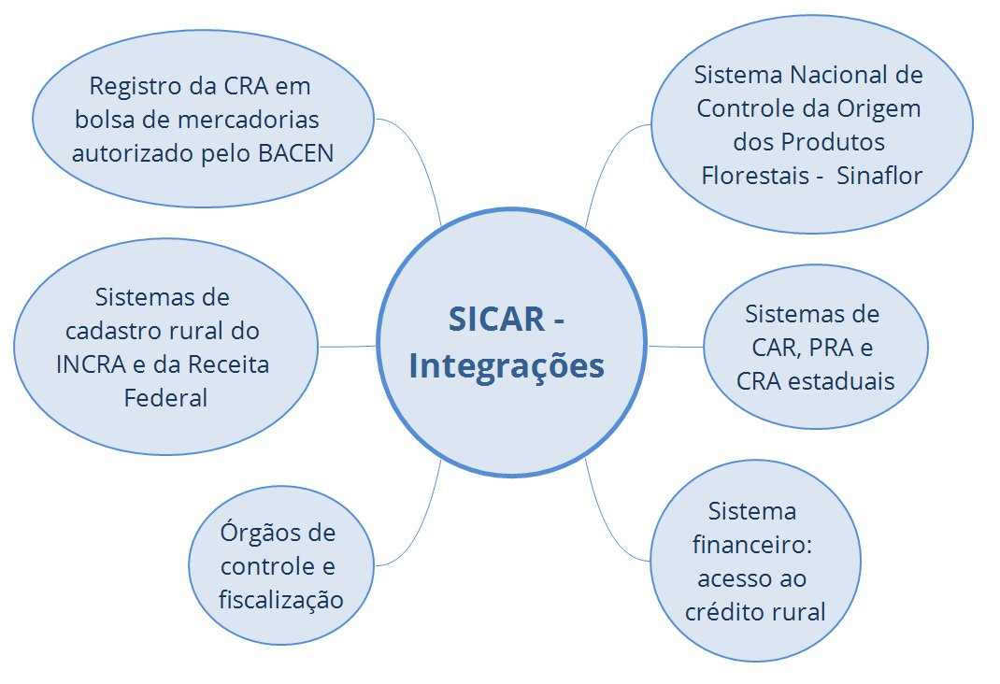 Registro da CRA em
bolsa de mercadorias
autorizado pelo BACEN
Sistema Nacional de
Controle da Origem
dos Produtos
Florestais - Sinaflor
Sistemas de
cadastro rural do
INCRA e da Receita
Federal
SICAR -
Integrações
Sistemas de
CAR, PRA e
CRA estaduais
Órgãos de
controle e
fiscalização
Sistema
financeiro:
acesso ao
crédito rural